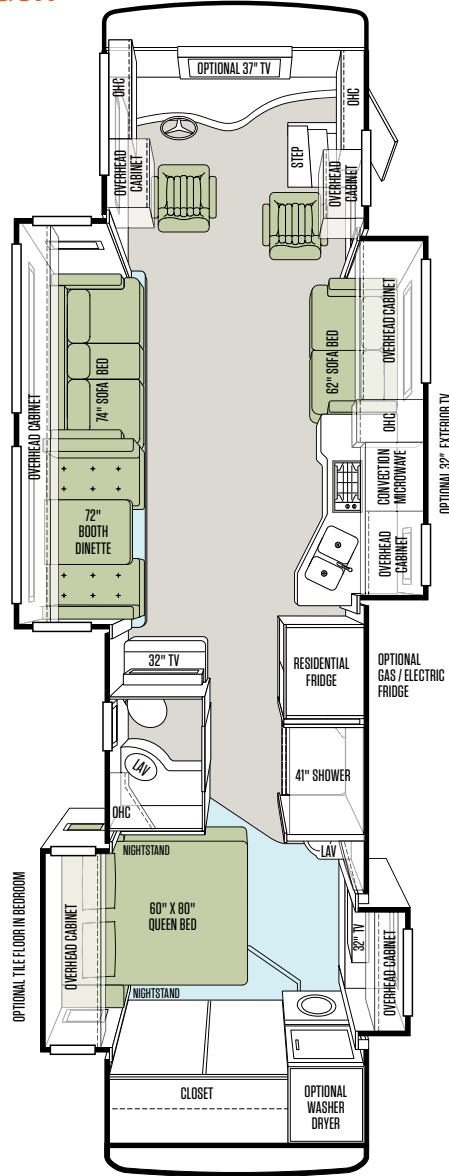 OPTIONAL 37" TV
OHC
OHC
OVERHEAD
CABINET
STEP
OVERHEAD
CABINET
OVERHEAD CABINET
74" SOFA BED
62" SOFA BED
OVERHEAD CABINET
OHC
CONVECTION
MICROWAVE
OPTIONAL 32" EXTERIOR TV
72"
BOOTH
DINETTE
OVERHEAD
CABINET
32" TV
RESIDENTIAL
FRIDGE
OPTIONAL
GAS / ELECTRIC
FRIDGE
LAV
41" SHOWER
OHC
NIGHTSTAND
LAV
OPTIONAL TILE FLOOR IN BEDROOM
OVERHEAD CABINET
60" X 80"
QUEEN BED
32" TV
OVERHEAD CABINET
NIGHTSTAND
CLOSET
OPTIONAL
WASHER
DRYER